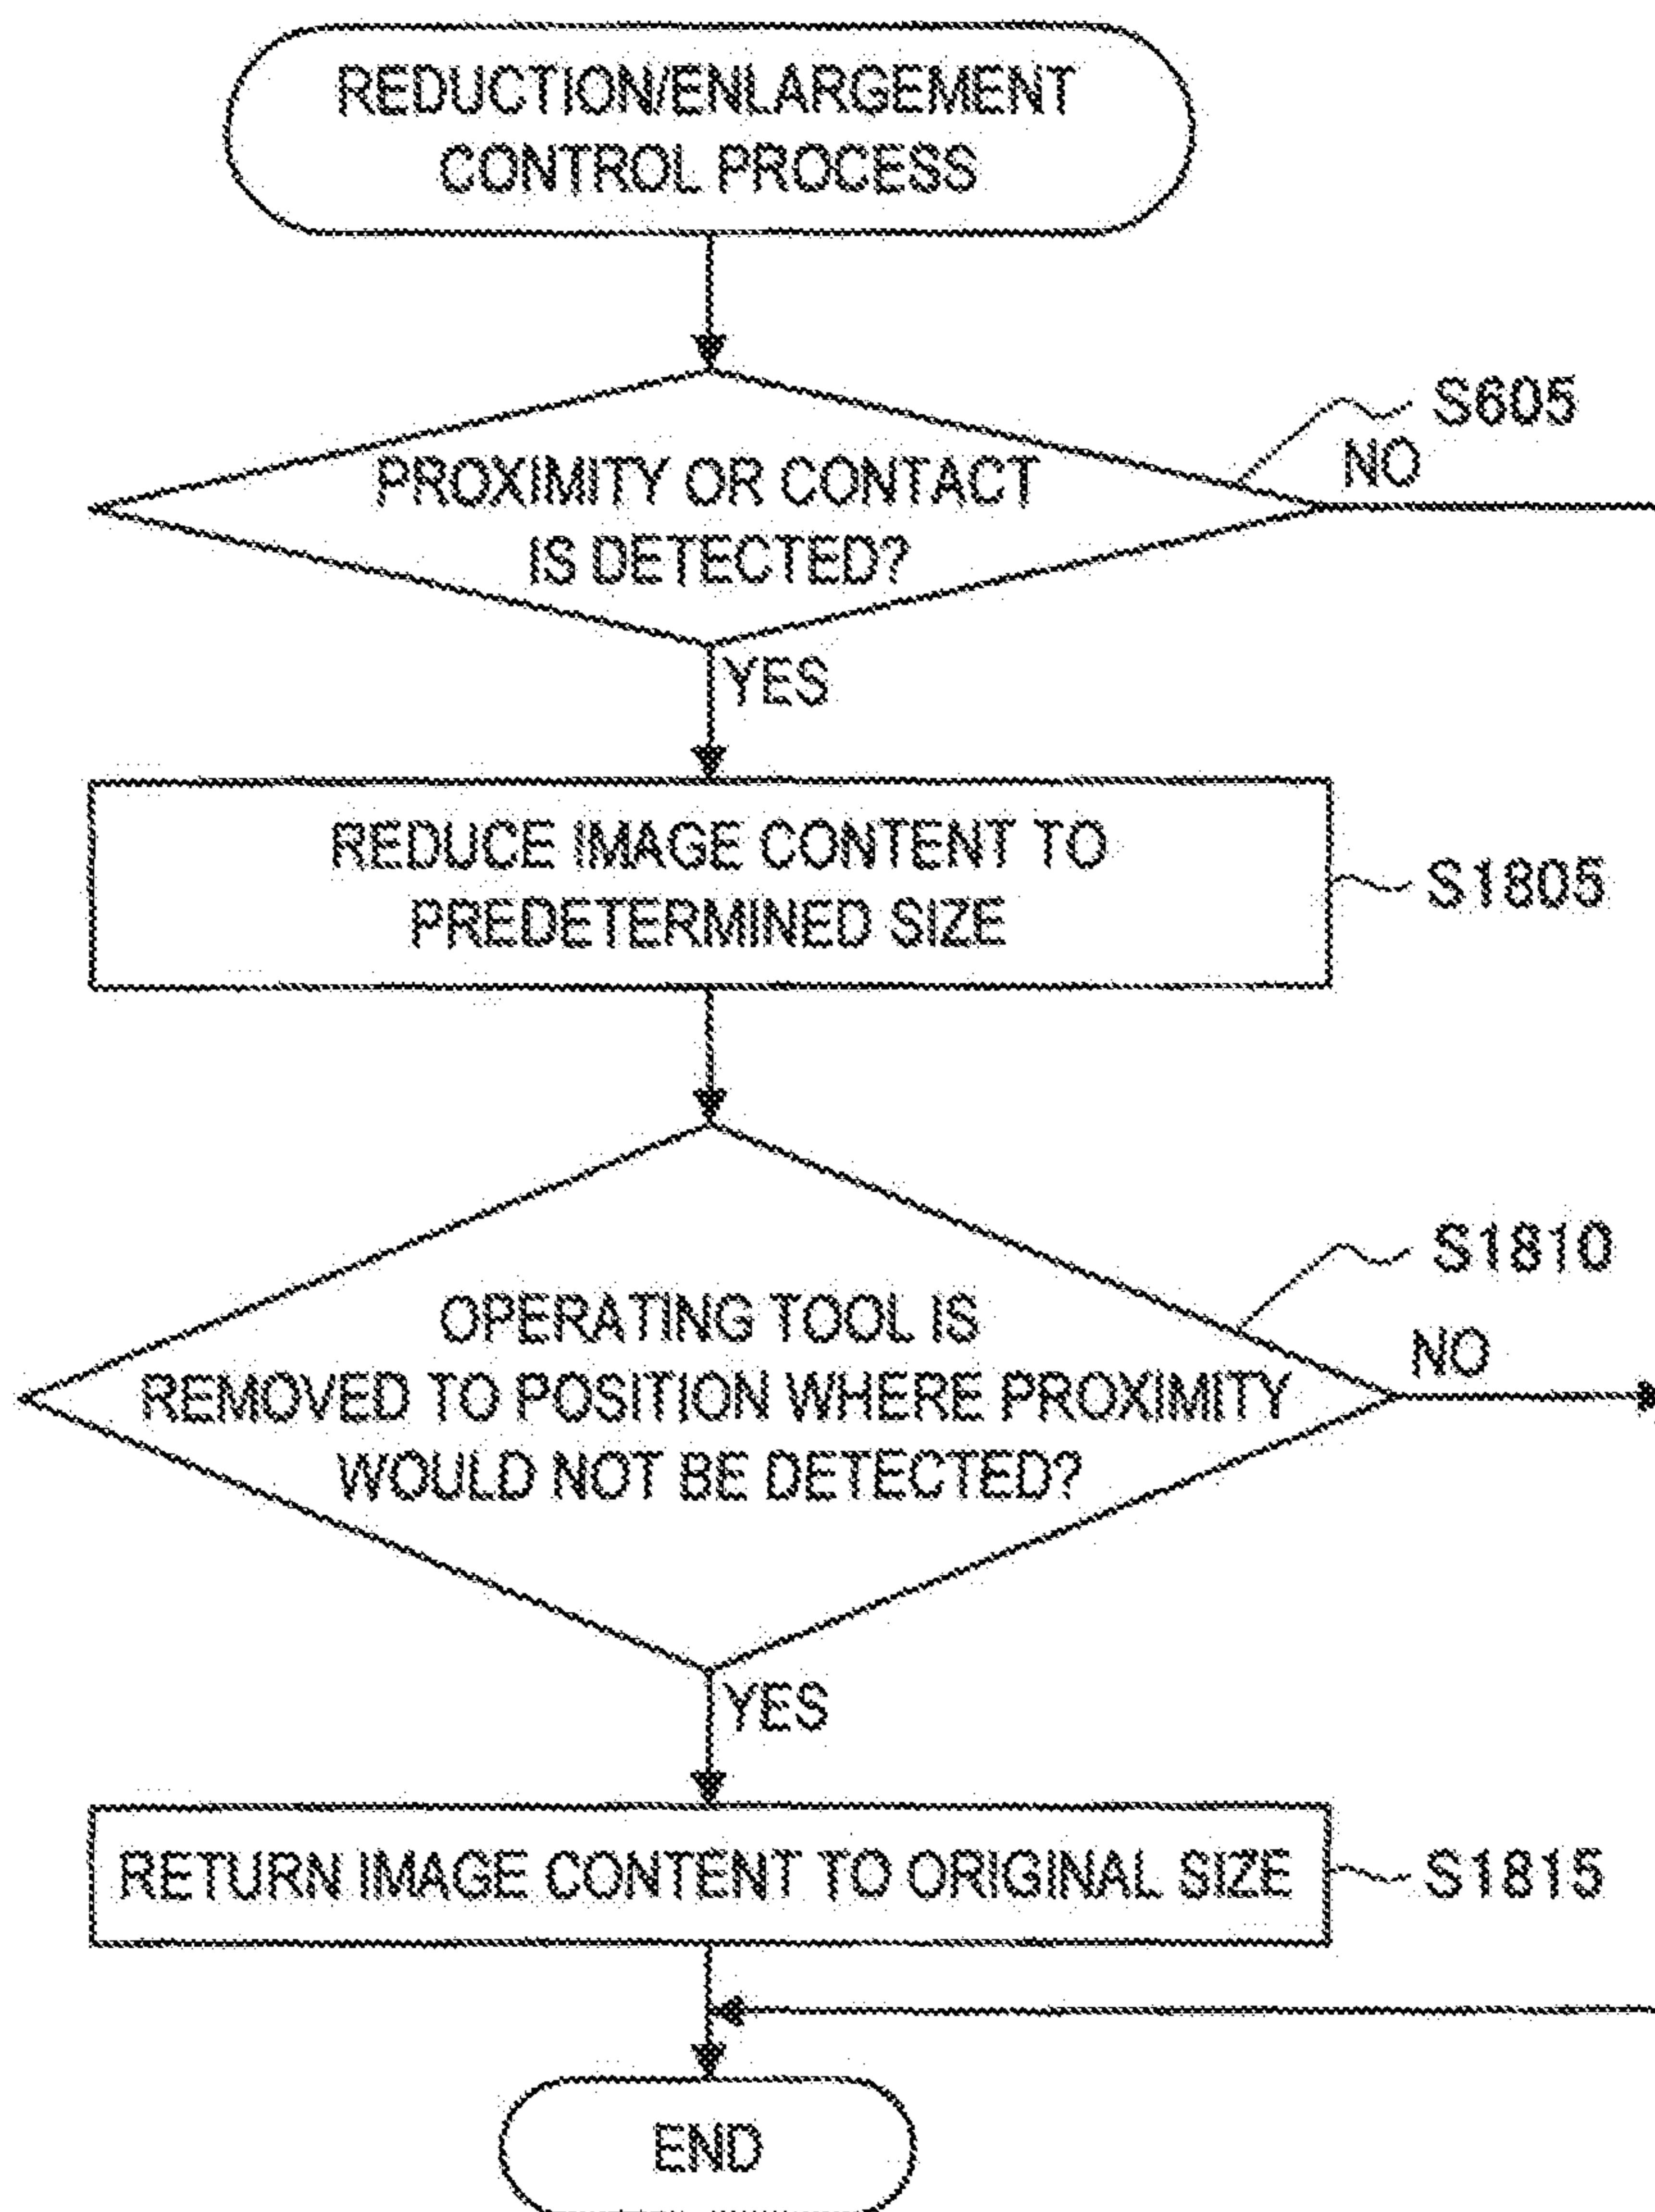 REDUCTION/ENLARGEMENT
CONTROL PROCESS
S605
NO
PROXIMITY OR CONTACT
IS DETECTED?
YES
REDUCE IMAGE CONTENT TO
PREDETERMINED SIZE
S1805
S1810
NO
OPERATING TOOL IS
REMOVED TO POSITION WHERE PROXIMITY
WOULD NOT BE DETECTED?
YES
RETURN IMAGE CONTENT TO ORIGINAL SIZE
S1815
END